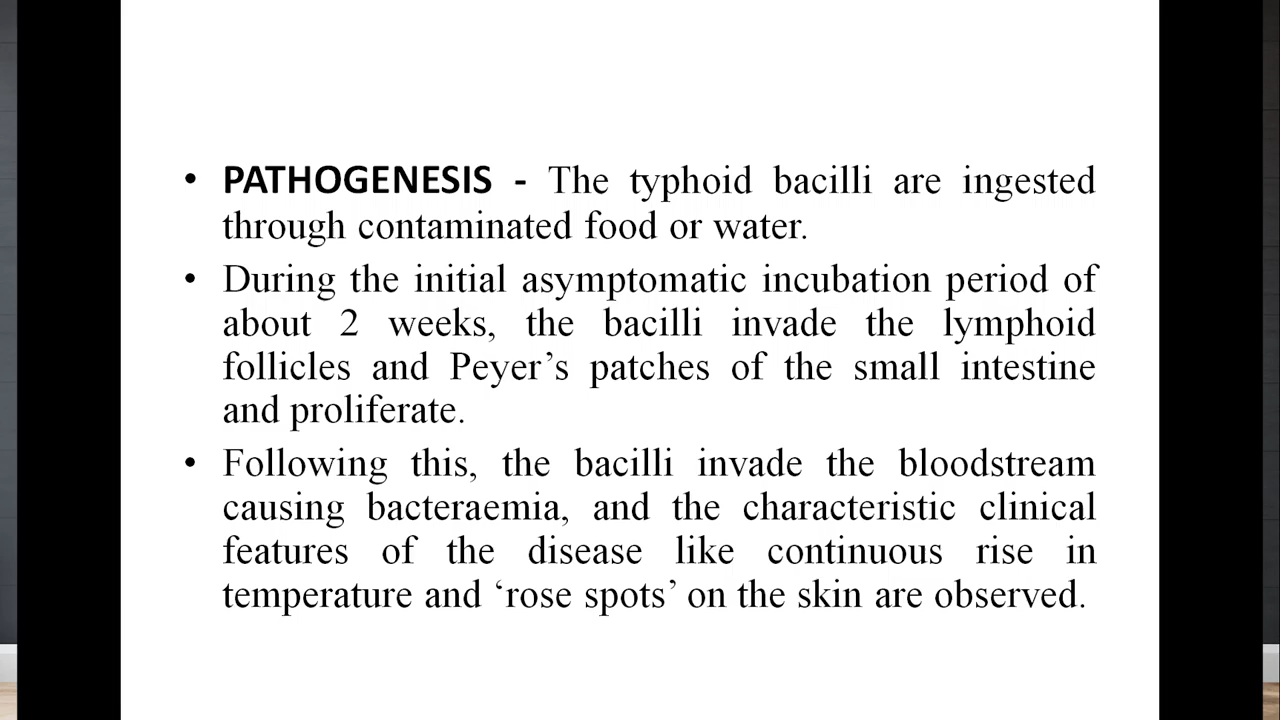 • PATHOGENESIS - The typhoid bacilli are ingested
through contaminated food or water.
• During the initial asymptomatic incubation period of
about 2 weeks, the bacilli invade the lymphoid
follicles and Peyer’s patches of the small intestine
and proliferate.
• Following this, the bacilli invade the bloodstream
causing bacteraemia, and the characteristic clinical
features of the disease like continuous rise in
temperature and ‘rose spots’ on the skin are observed.